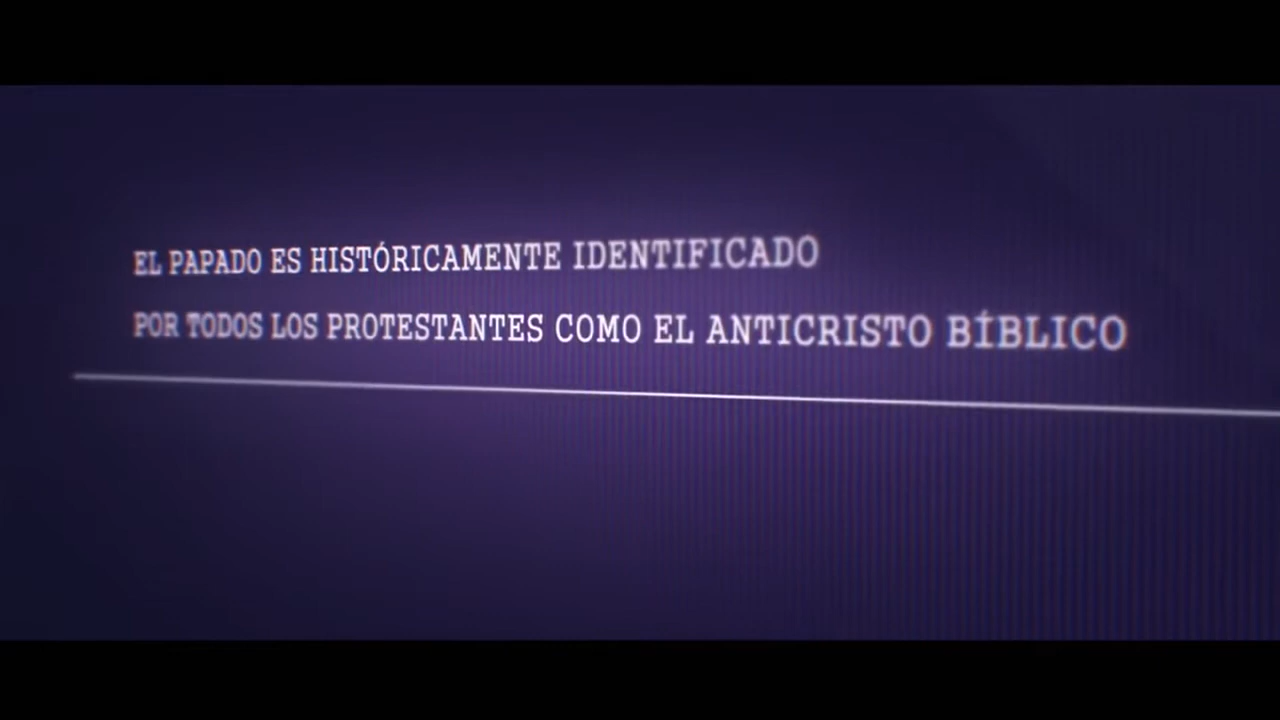 EL PAPADO ES HISTÓRICAMENTE IDENTIFICADO
POR TODOS LOS PROTESTANTES COMO EL ANTICRISTO BÍBLICO